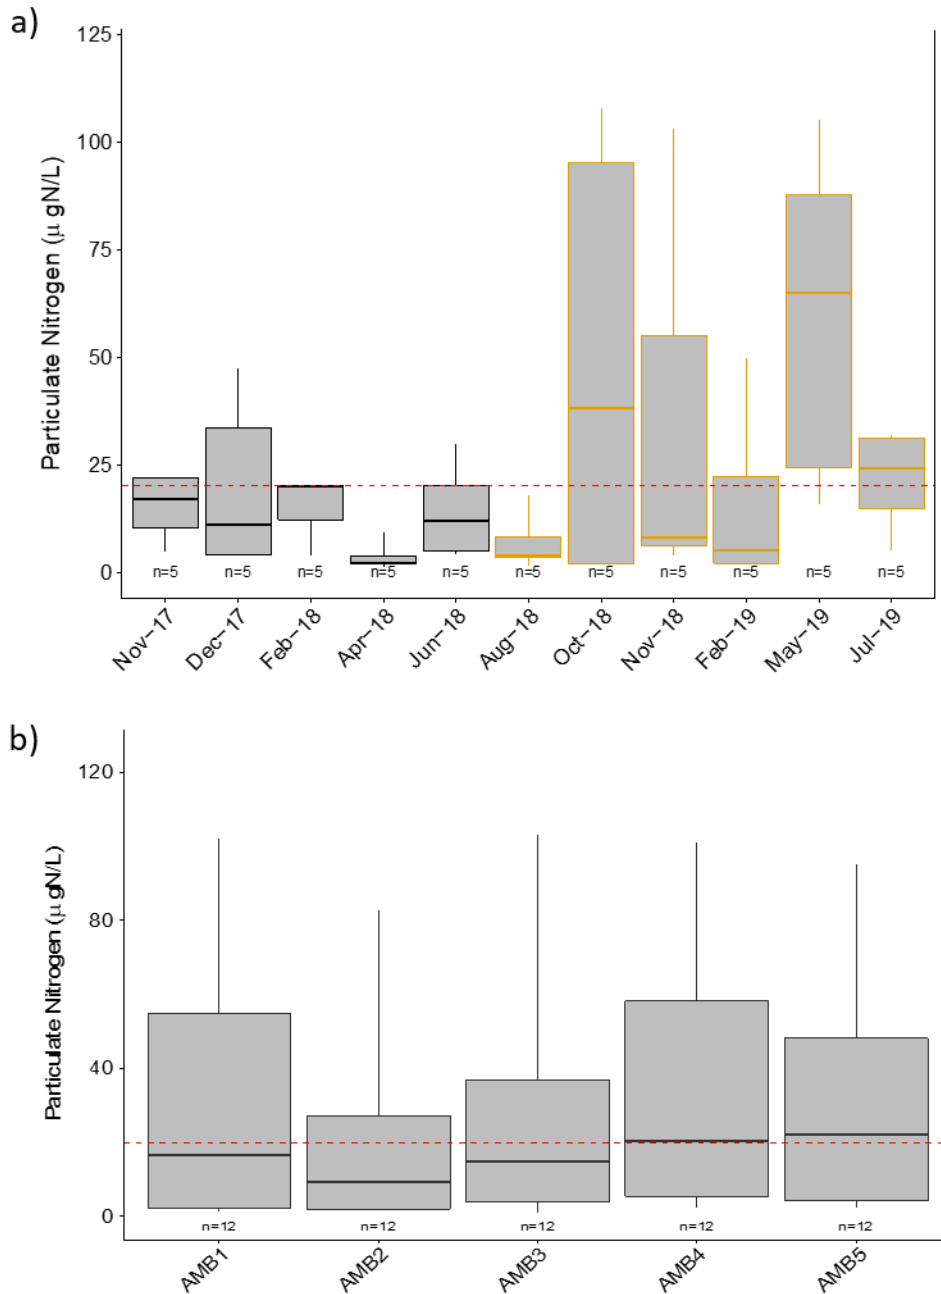 a)
Particulate Nitrogen (μ gN/L)
125
100
75
50
25
0
n=5 n=5 n=5 n=5 n=5 n=5 n=5 n=5 n=5 n=5 n=5
Nov-17 Dec-17 Feb-18 Apr-18 Jun-18 Aug-18 Oct-18 Nov-18 Feb-19 May-19 Jul-19
b)
Particulate Nitrogen (μ gN/L)
120
80
40
0
n=12 n=12 n=12 n=12 n=12
AMB1 AMB2 AMB3 AMB4 AMB5